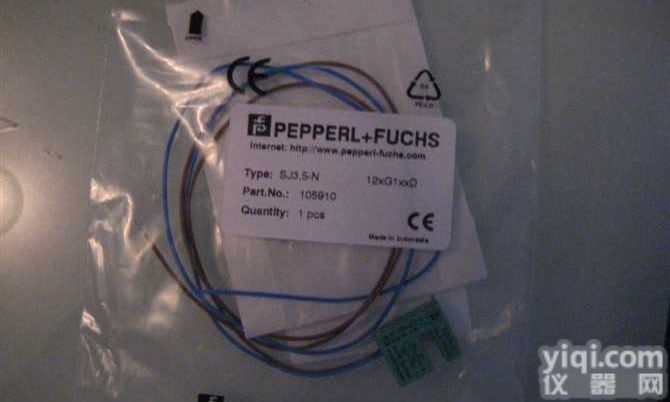 PEPPERL+FUCHS
Internet: http://www.pepperl-fuchs.com
Type: SJ3,5-N 12xG1xxD
Part.No.: 105910
Quantity: 1 pcs
CE
Made in Indonesia
yiqi.com
仪器网